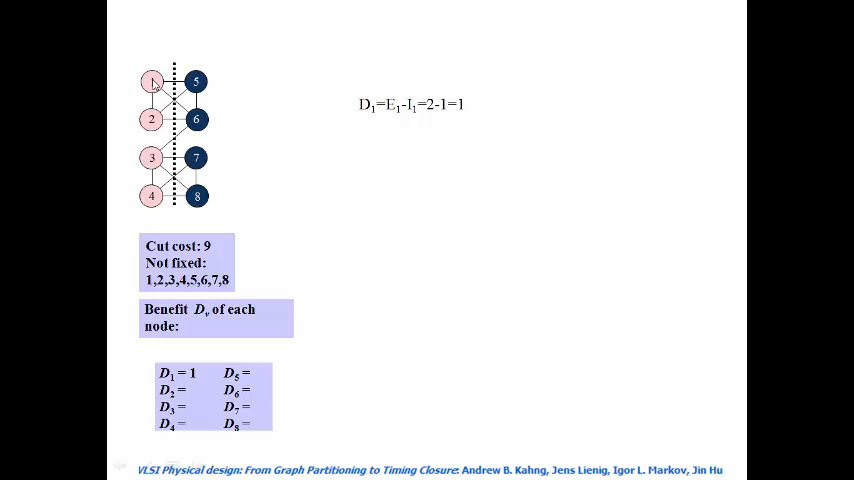 1 5
2 6
3 7
4 8
D₁=E₁-I₁=2-1=1
Cut cost: 9
Not fixed:
1,2,3,4,5,6,7,8
Benefit Dᵥ of each
node:
D₁ = 1 D₅ =
D₂ = D₆ =
D₃ = D₇ =
D₄ = D₈ =
VLSI Physical design: From Graph Partitioning to Timing Closure: Andrew B. Kahng, Jens Lienig, Igor L. Markov, Jin Hu